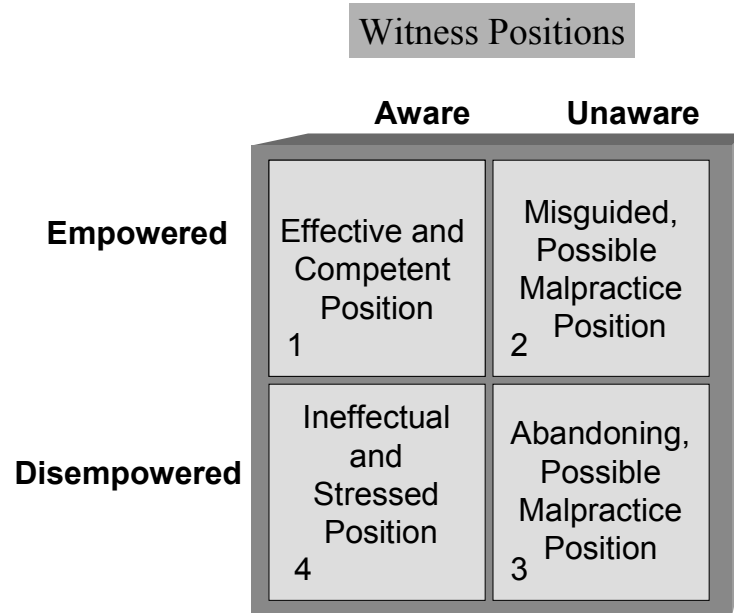 Witness Positions
Aware Unaware
Empowered
Effective and
Competent
Position
1
Misguided,
Possible
Malpractice
Position
2
Disempowered
Ineffectual
and
Stressed
Position
4
Abandoning,
Possible
Malpractice
Position
3